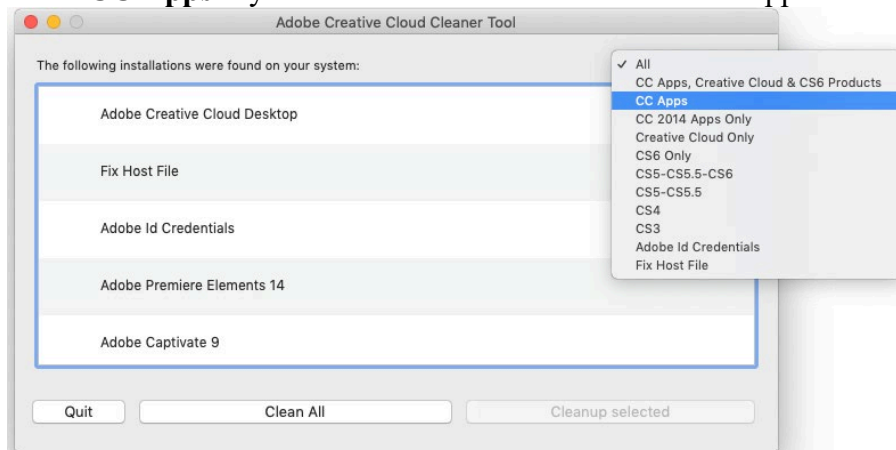 Adobe Creative Cloud Cleaner Tool
The following installations were found on your system:
✓ All
CC Apps, Creative Cloud & CS6 Products
CC Apps
CC 2014 Apps Only
Creative Cloud Only
CS6 Only
CS5-CS5.5-CS6
CS5-CS5.5
CS4
CS3
Adobe Id Credentials
Fix Host File
Adobe Creative Cloud Desktop
Fix Host File
Adobe Id Credentials
Adobe Premiere Elements 14
Adobe Captivate 9
Quit
Clean All
Cleanup selected